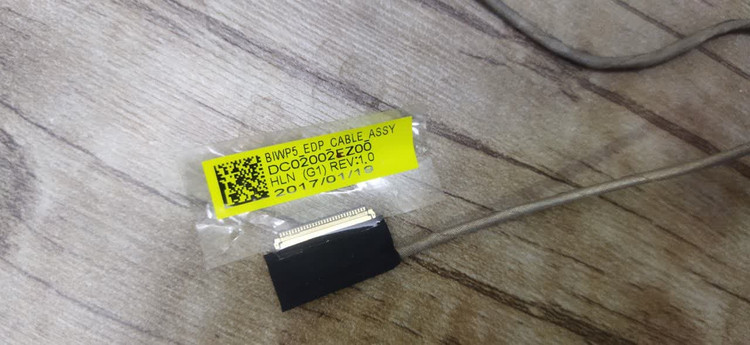 BIWP5_EDP_CABLE_ASSY
DC02002EZ00
HLN (G1) REV:1.0
2017/01/19